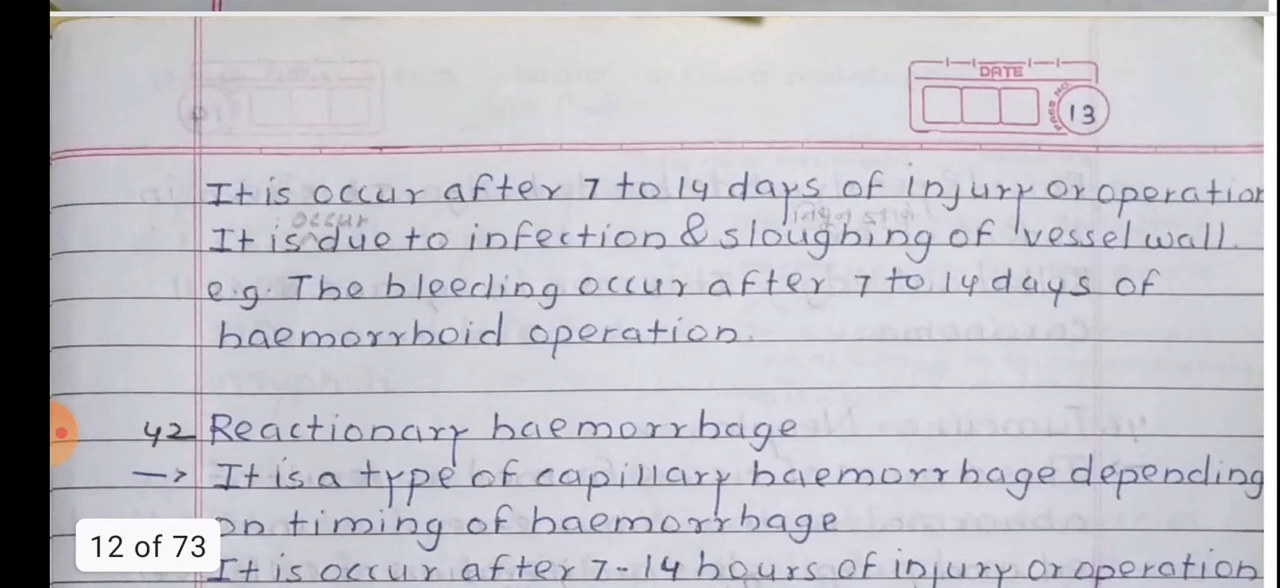 DATE
PAGE NO.
13
It is occur after 7 to 14 days of injury or operation
occur
It is due to infection & sloughing of vessel wall.
e.g. The bleeding occur after 7 to 14 days of
haemorrhoid operation.
42 Reactionary haemorrhage
→ It is a type of capillary haemorrhage depending
on timing of haemorrhage
It is occur after 7-14 hours of injury or operation
12 of 73